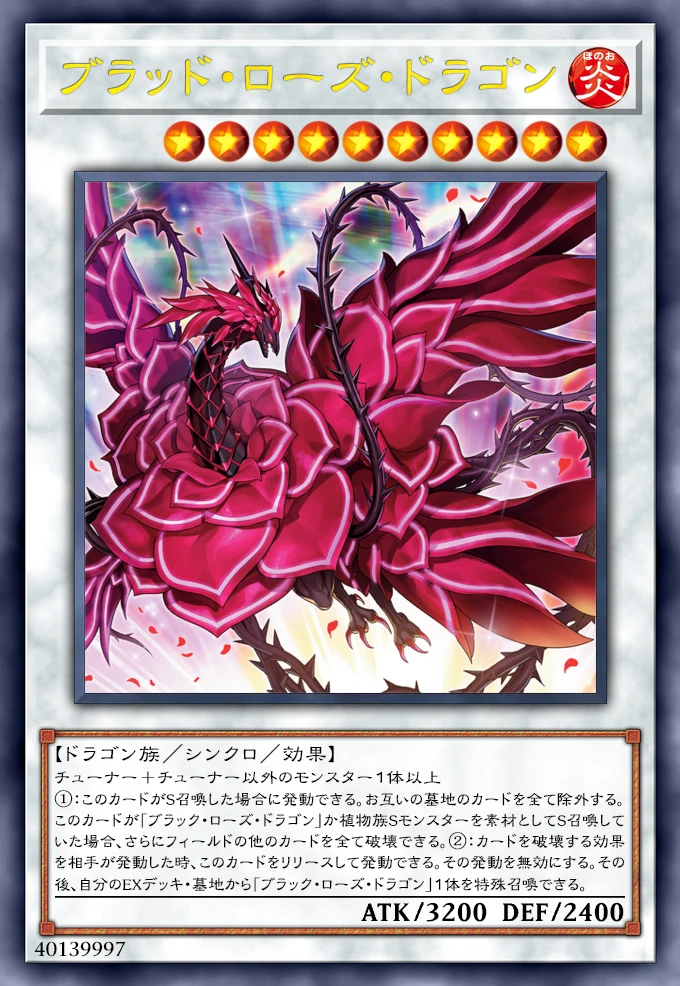 ブラッド・ローズ・ドラゴン
ほのお
炎
【ドラゴン族／シンクロ／効果】
チューナー＋チューナー以外のモンスター１体以上
①：このカードがS召喚した場合に発動できる。お互いの墓地のカードを全て除外する。
このカードが「ブラック・ローズ・ドラゴン」か植物族Sモンスターを素材としてS召喚して
いた場合、さらにフィールドの他のカードを全て破壊できる。②：カードを破壊する効果
を相手が発動した時、このカードをリリースして発動できる。その発動を無効にする。その
後、自分のEXデッキ・墓地から「ブラック・ローズ・ドラゴン」１体を特殊召喚できる。
ATK/3200 DEF/2400
40139997